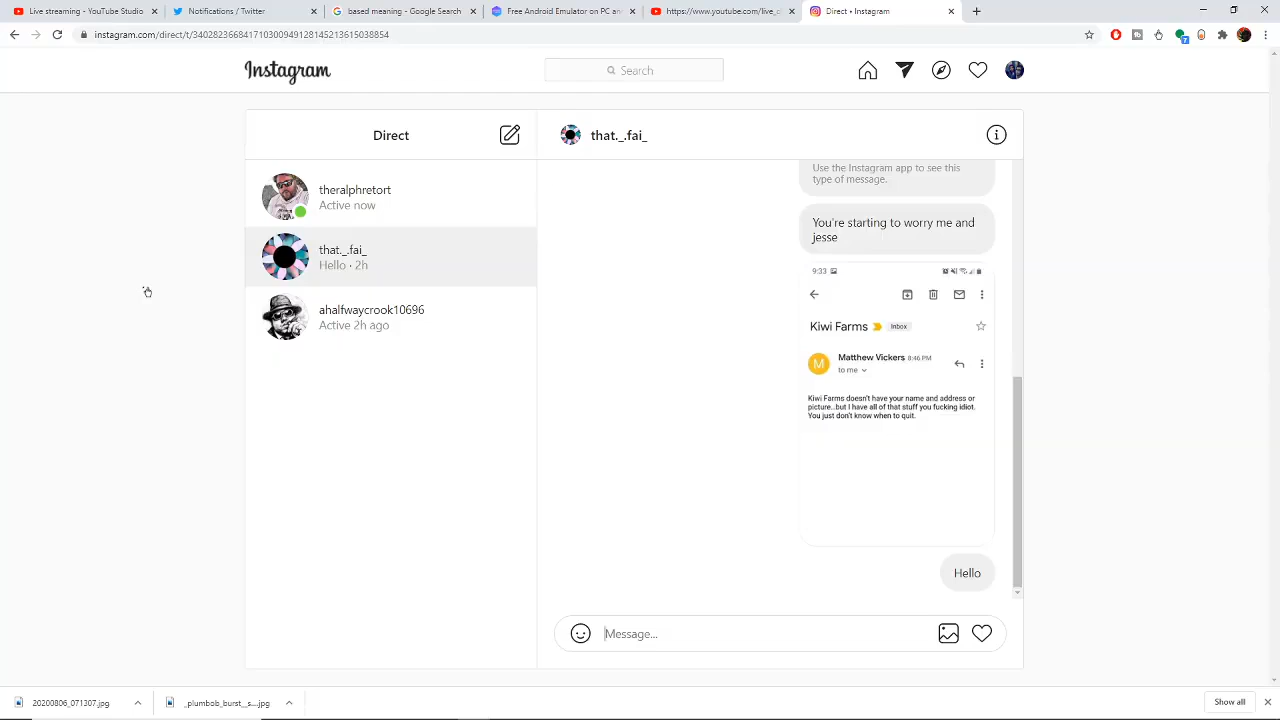 Live streaming - YouTube Studio
Notifications / Twitter
based meaning - Google Search
Free Android Emulator on PC an
https://www.youtube.com/live_c
Direct • Instagram
instagram.com/direct/t/340282366841710300949128145213615038854
Instagram
Search
Direct
that._.fai_
theralphretort
Active now
that._.fai_
Hello · 2h
ahalfwaycrook10696
Active 2h ago
Use the Instagram app to see this
type of message.
You're starting to worry me and
jesse
9:33
Kiwi Farms
Inbox
Matthew Vickers 8:46 PM
to me
M
Kiwi Farms doesn't have your name and address or
picture...but I have all of that stuff you fucking idiot.
You just don't know when to quit.
Hello
Message...
20200806_071307.jpg
_plumbob_burst__s....jpg
Show all